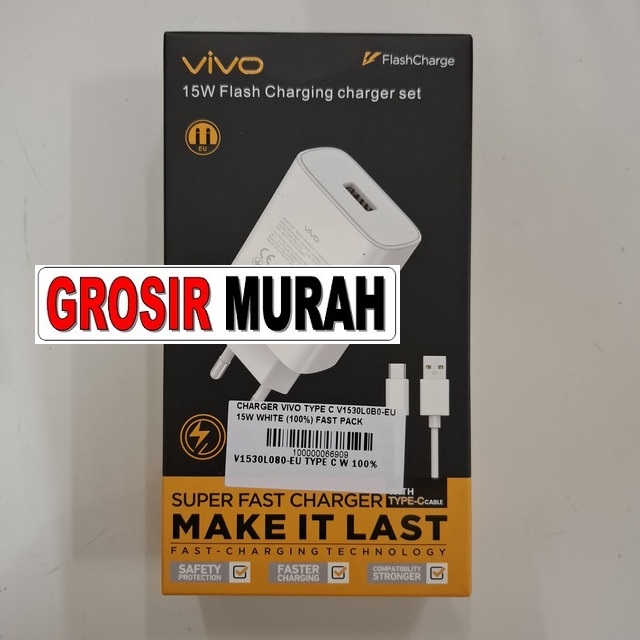 vivo
FlashCharge
15W Flash Charging charger set
EU
vivo
GROSIR MURAH
CHARGER VIVO TYPE C V1530L0B0-EU
15W WHITE (100%) FAST PACK
100000066909
V1530L080-EU TYPE C W 100%
SUPER FAST CHARGER
TYPE-C CABLE
MAKE IT LAST
FAST-CHARGING TECHNOLOGY
SAFETY
PROTECTION
FASTER
CHARGING
COMPATIBILITY
STRONGER